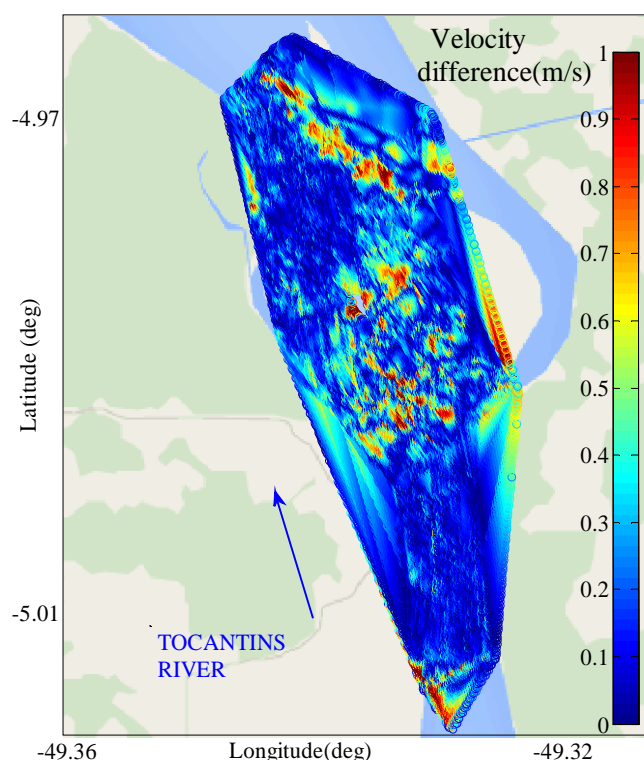 Velocity
difference(m/s)
1
0.9
0.8
0.7
0.6
0.5
0.4
0.3
0.2
0.1
0
-4.97
Latitude (deg)
-5.01
TOCANTINS
RIVER
-49.36
Longitude(deg)
-49.32